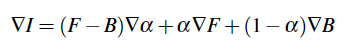 ∇I = (F − B)∇α + α∇F + (1 − α)∇B